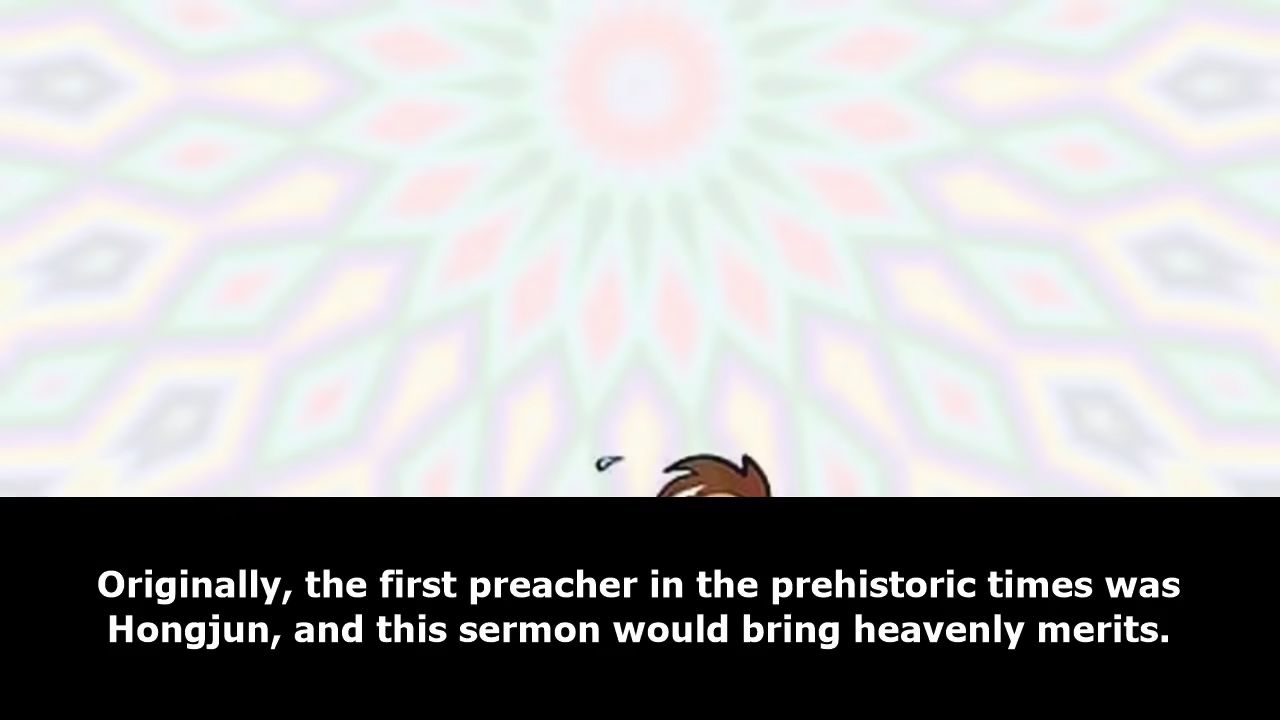 Originally, the first preacher in the prehistoric times was
Hongjun, and this sermon would bring heavenly merits.